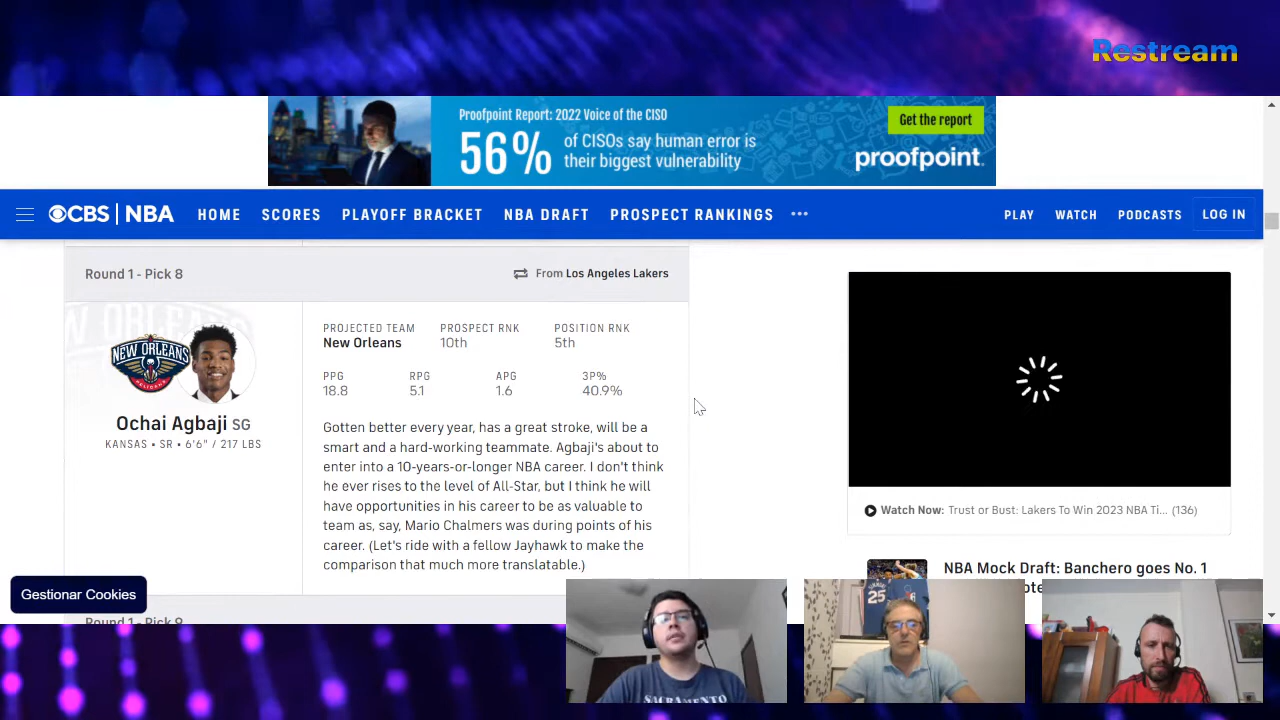 Restream
Proofpoint Report: 2022 Voice of the CISO
56% of CISOs say human error is
their biggest vulnerability
Get the report
proofpoint.
CBS | NBA HOME SCORES PLAYOFF BRACKET NBA DRAFT PROSPECT RANKINGS ••• PLAY WATCH PODCASTS LOG IN
Round 1 - Pick 8 From Los Angeles Lakers
NEW ORLEANS
PELICANS
Ochai Agbaji SG
KANSAS • SR • 6'6" / 217 LBS
PROJECTED TEAM PROSPECT RNK POSITION RNK
New Orleans 10th 5th
PPG RPG APG 3P%
18.8 5.1 1.6 40.9%
Gotten better every year, has a great stroke, will be a
smart and a hard-working teammate. Agbaji's about to
enter into a 10-years-or-longer NBA career. I don't think
he ever rises to the level of All-Star, but I think he will
have opportunities in his career to be as valuable to
team as, say, Mario Chalmers was during points of his
career. (Let's ride with a fellow Jayhawk to make the
comparison that much more translatable.)
Watch Now: Trust or Bust: Lakers To Win 2023 NBA Ti... (136)
NBA Mock Draft: Banchero goes No. 1
Gestionar Cookies
Round 1 - Pick 9
25
SACRAMENTO